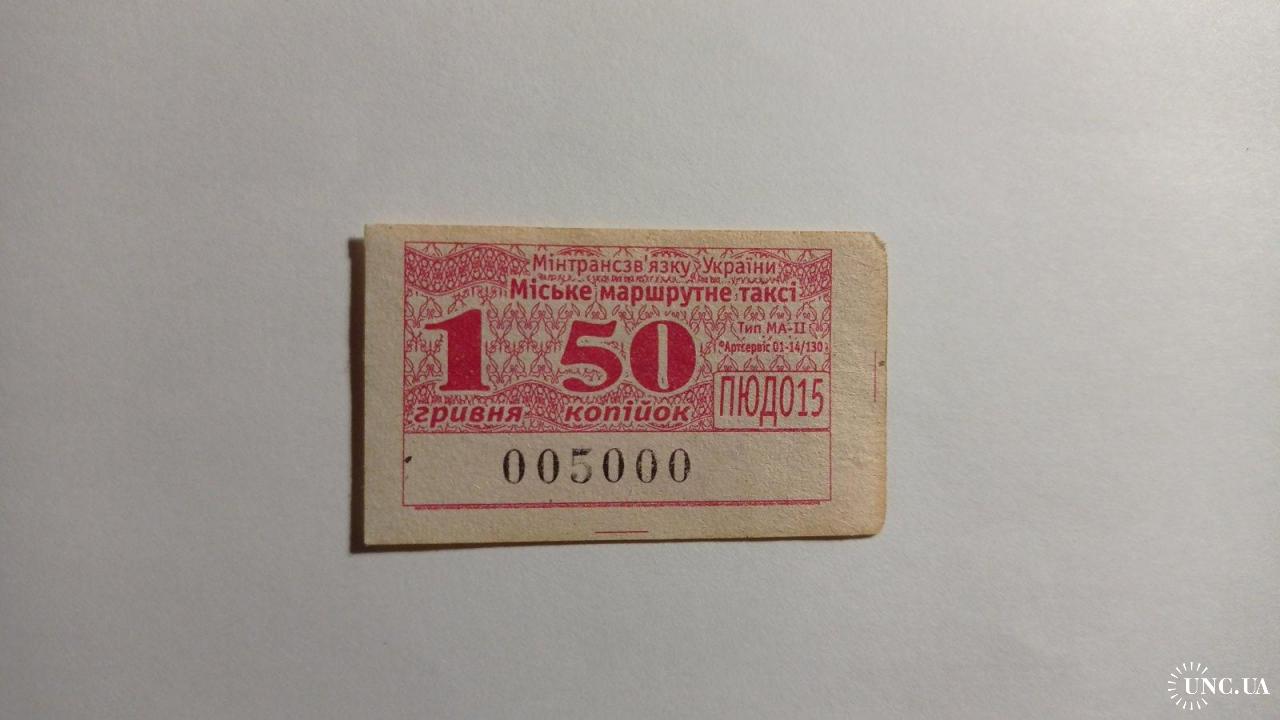 Мінтрансзв'язку України
Міське маршрутне таксі
Тип МА-II
°Артсервіс 01-14/130
1 50
гривня копійок
ПЮД015
005000
UNC.UA